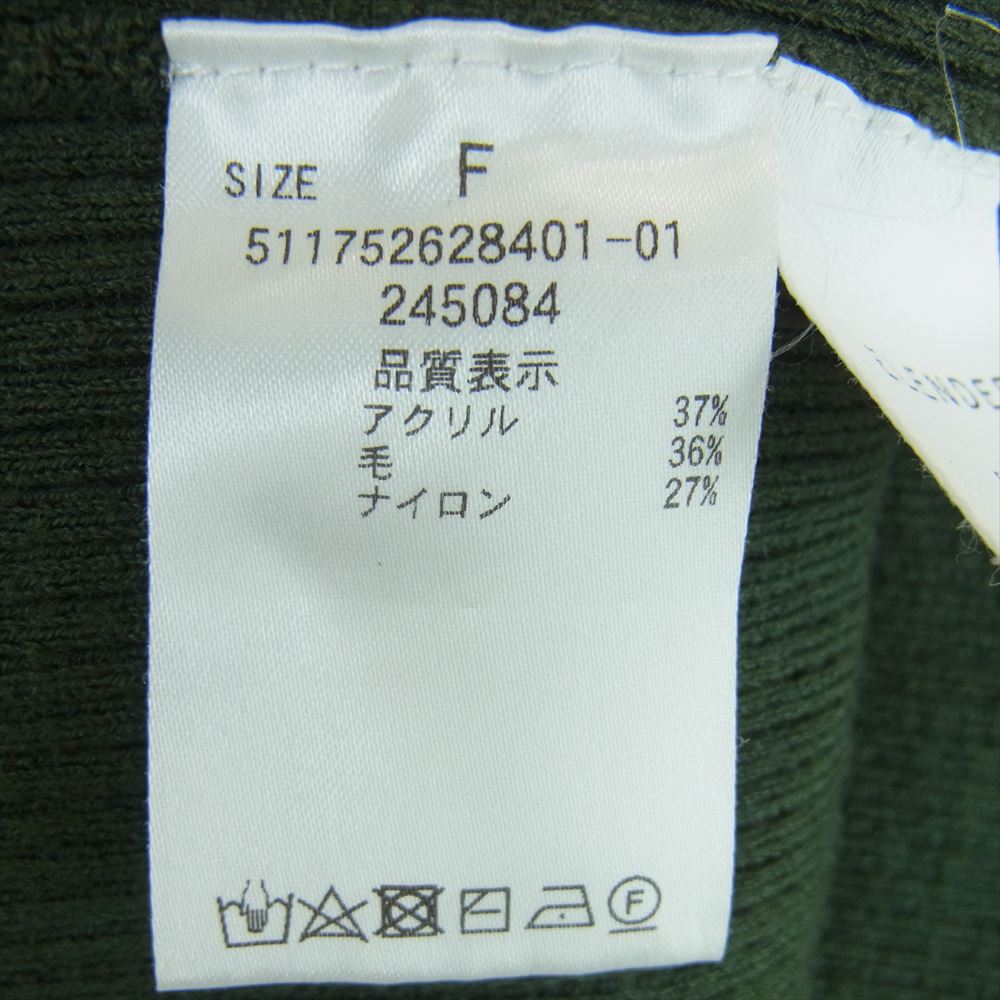 SIZE F
511752628401-01
245084
品質表示
アクリル 37%
毛 36%
ナイロン 27%
F